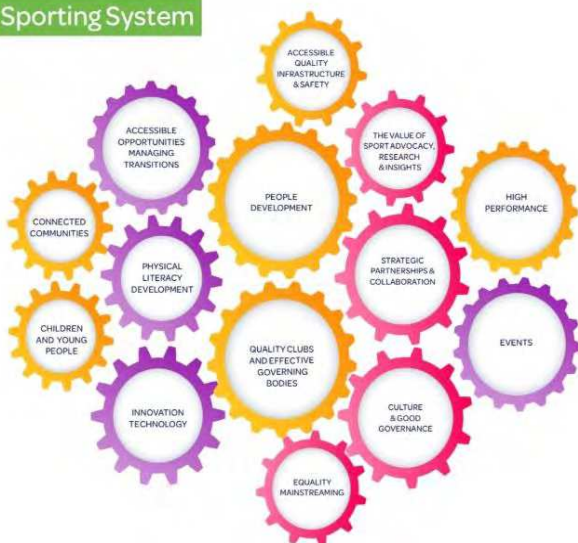 Sporting System
ACCESSIBLE
QUALITY
INFRASTRUCTURE
& SAFETY
ACCESSIBLE
OPPORTUNITIES
MANAGING
TRANSITIONS
THE VALUE OF
SPORT ADVOCACY,
RESEARCH
& INSIGHTS
PEOPLE
DEVELOPMENT
HIGH
PERFORMANCE
CONNECTED
COMMUNITIES
PHYSICAL
LITERACY
DEVELOPMENT
STRATEGIC
PARTNERSHIPS &
COLLABORATION
CHILDREN
AND YOUNG
PEOPLE
QUALITY CLUBS
AND EFFECTIVE
GOVERNING
BODIES
EVENTS
INNOVATION
TECHNOLOGY
CULTURE
& GOOD
GOVERNANCE
EQUALITY
MAINSTREAMING